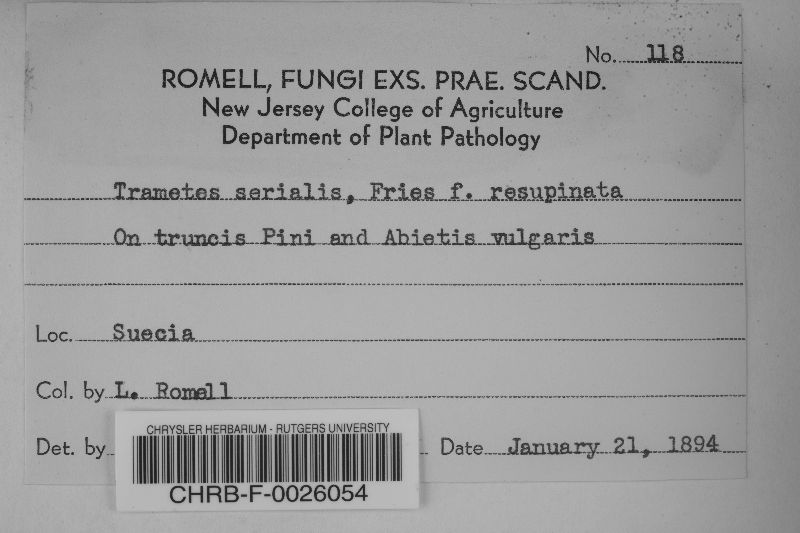 No. 118
ROMELL, FUNGI EXS. PRAE. SCAND.
New Jersey College of Agriculture
Department of Plant Pathology
Trametes serialis, Fries f. resupinata
On truncis Pini and Abietis vulgaris
Loc. Suecia
Col. by L. Romell
Det. by
Date January 21, 1894
CHRYSLER HERBARIUM - RUTGERS UNIVERSITY
CHRB-F-0026054